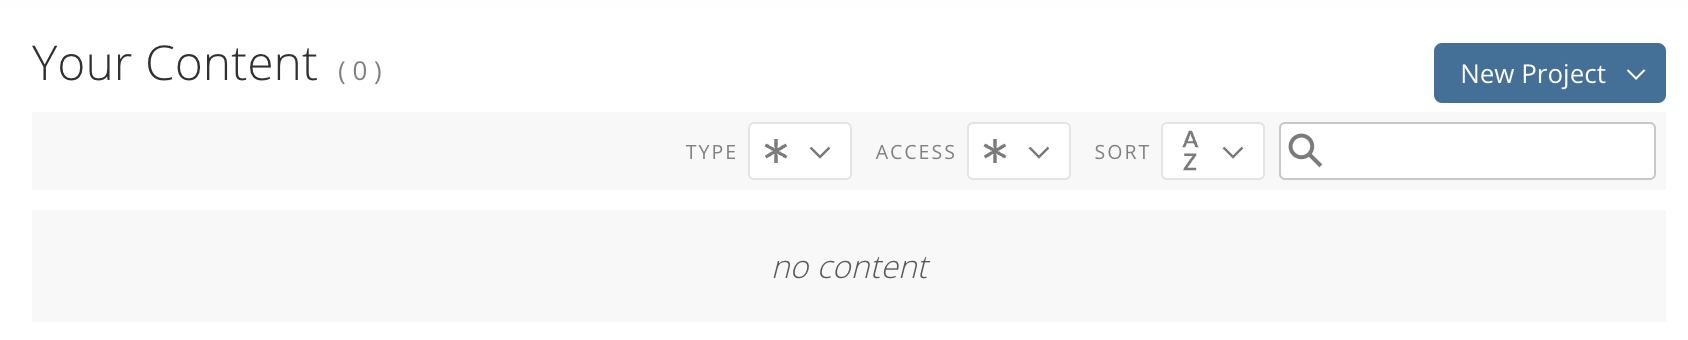 Your Content (0)
New Project
TYPE * ACCESS * SORT A Z
no content